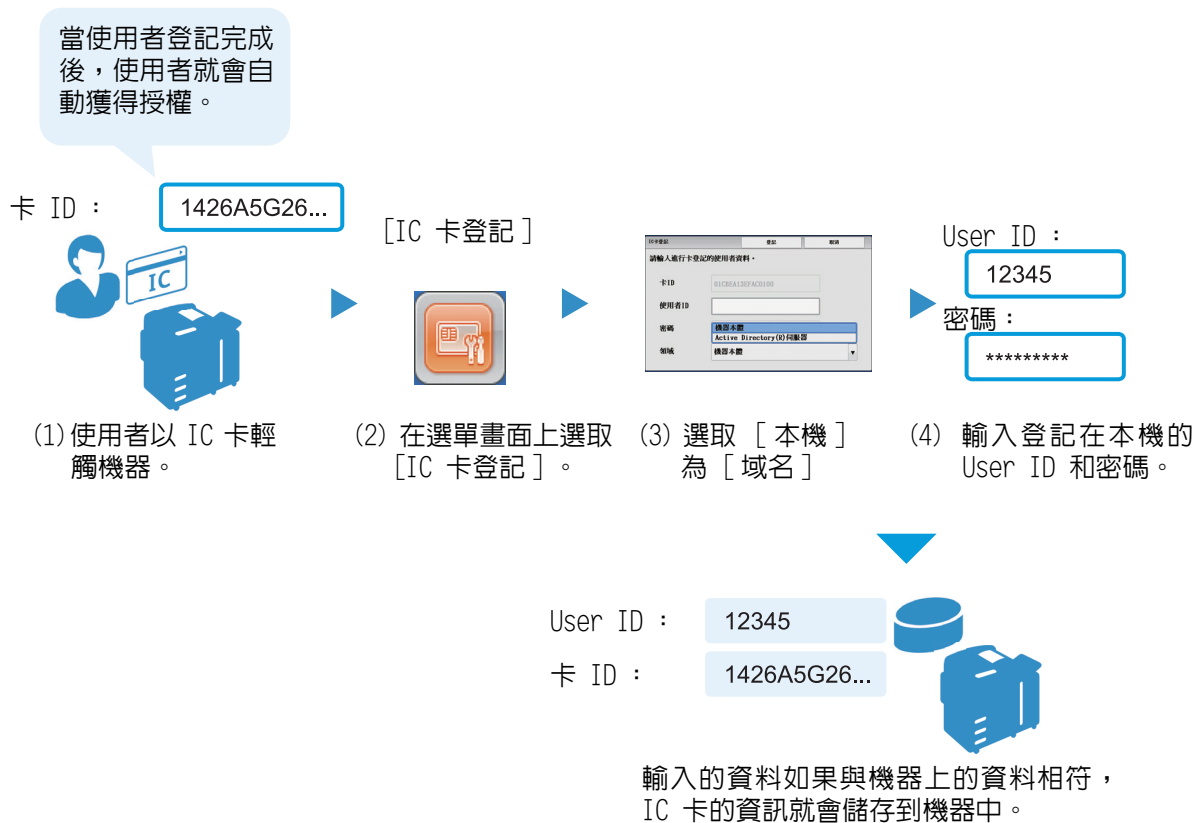 當使用者登記完成
後，使用者就會自
動獲得授權。
卡 ID：
1426A5G26...
IC
(1) 使用者以 IC 卡輕
觸機器。
［IC 卡登記］
(2) 在選單畫面上選取
［IC 卡登記］。
IC卡登記 登記 取消
請輸入進行卡登記的使用者資料。
卡ID
使用者ID
密碼 機器本體
Active Directory(R)伺服器
領域 機器本體
(3) 選取［本機］
為［域名］
User ID：
12345
密碼：
*********
(4) 輸入登記在本機的
User ID 和密碼。
User ID： 12345
卡 ID： 1426A5G26...
輸入的資料如果與機器上的資料相符，
IC 卡的資訊就會儲存到機器中。